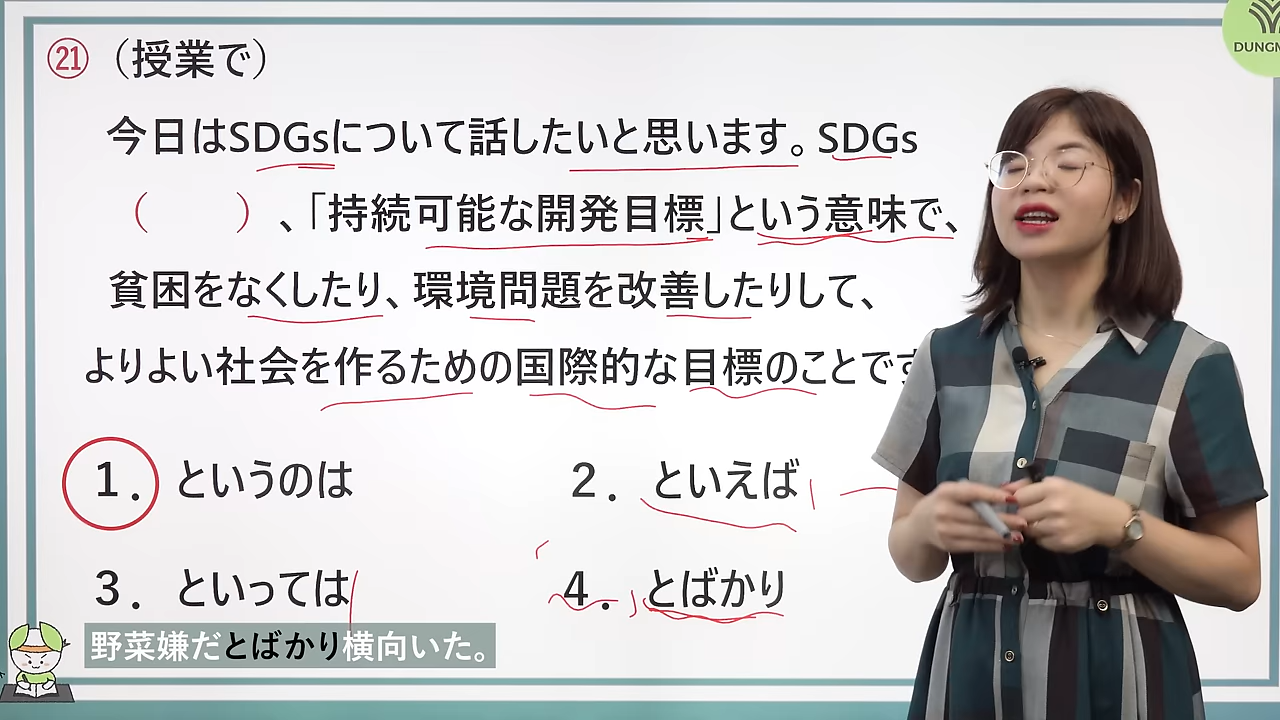 ㉑（授業で）
今日はSDGsについて話したいと思います。SDGs
（　　）、「持続可能な開発目標」という意味で、
貧困をなくしたり、環境問題を改善したりして、
よりよい社会を作るための国際的な目標のことです
1．というのは
2．といえば
3．といっては
4．とばかり
野菜嫌だとばかり横向いた。